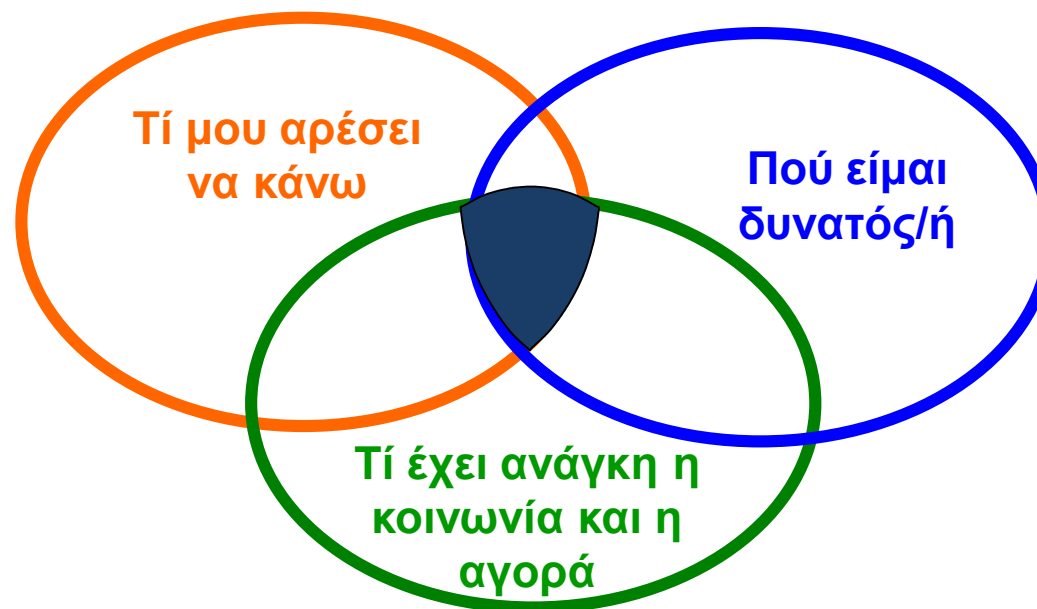 Τί μου αρέσει
να κάνω
Πού είμαι
δυνατός/ή
Τί έχει ανάγκη η
κοινωνία και η
αγορά